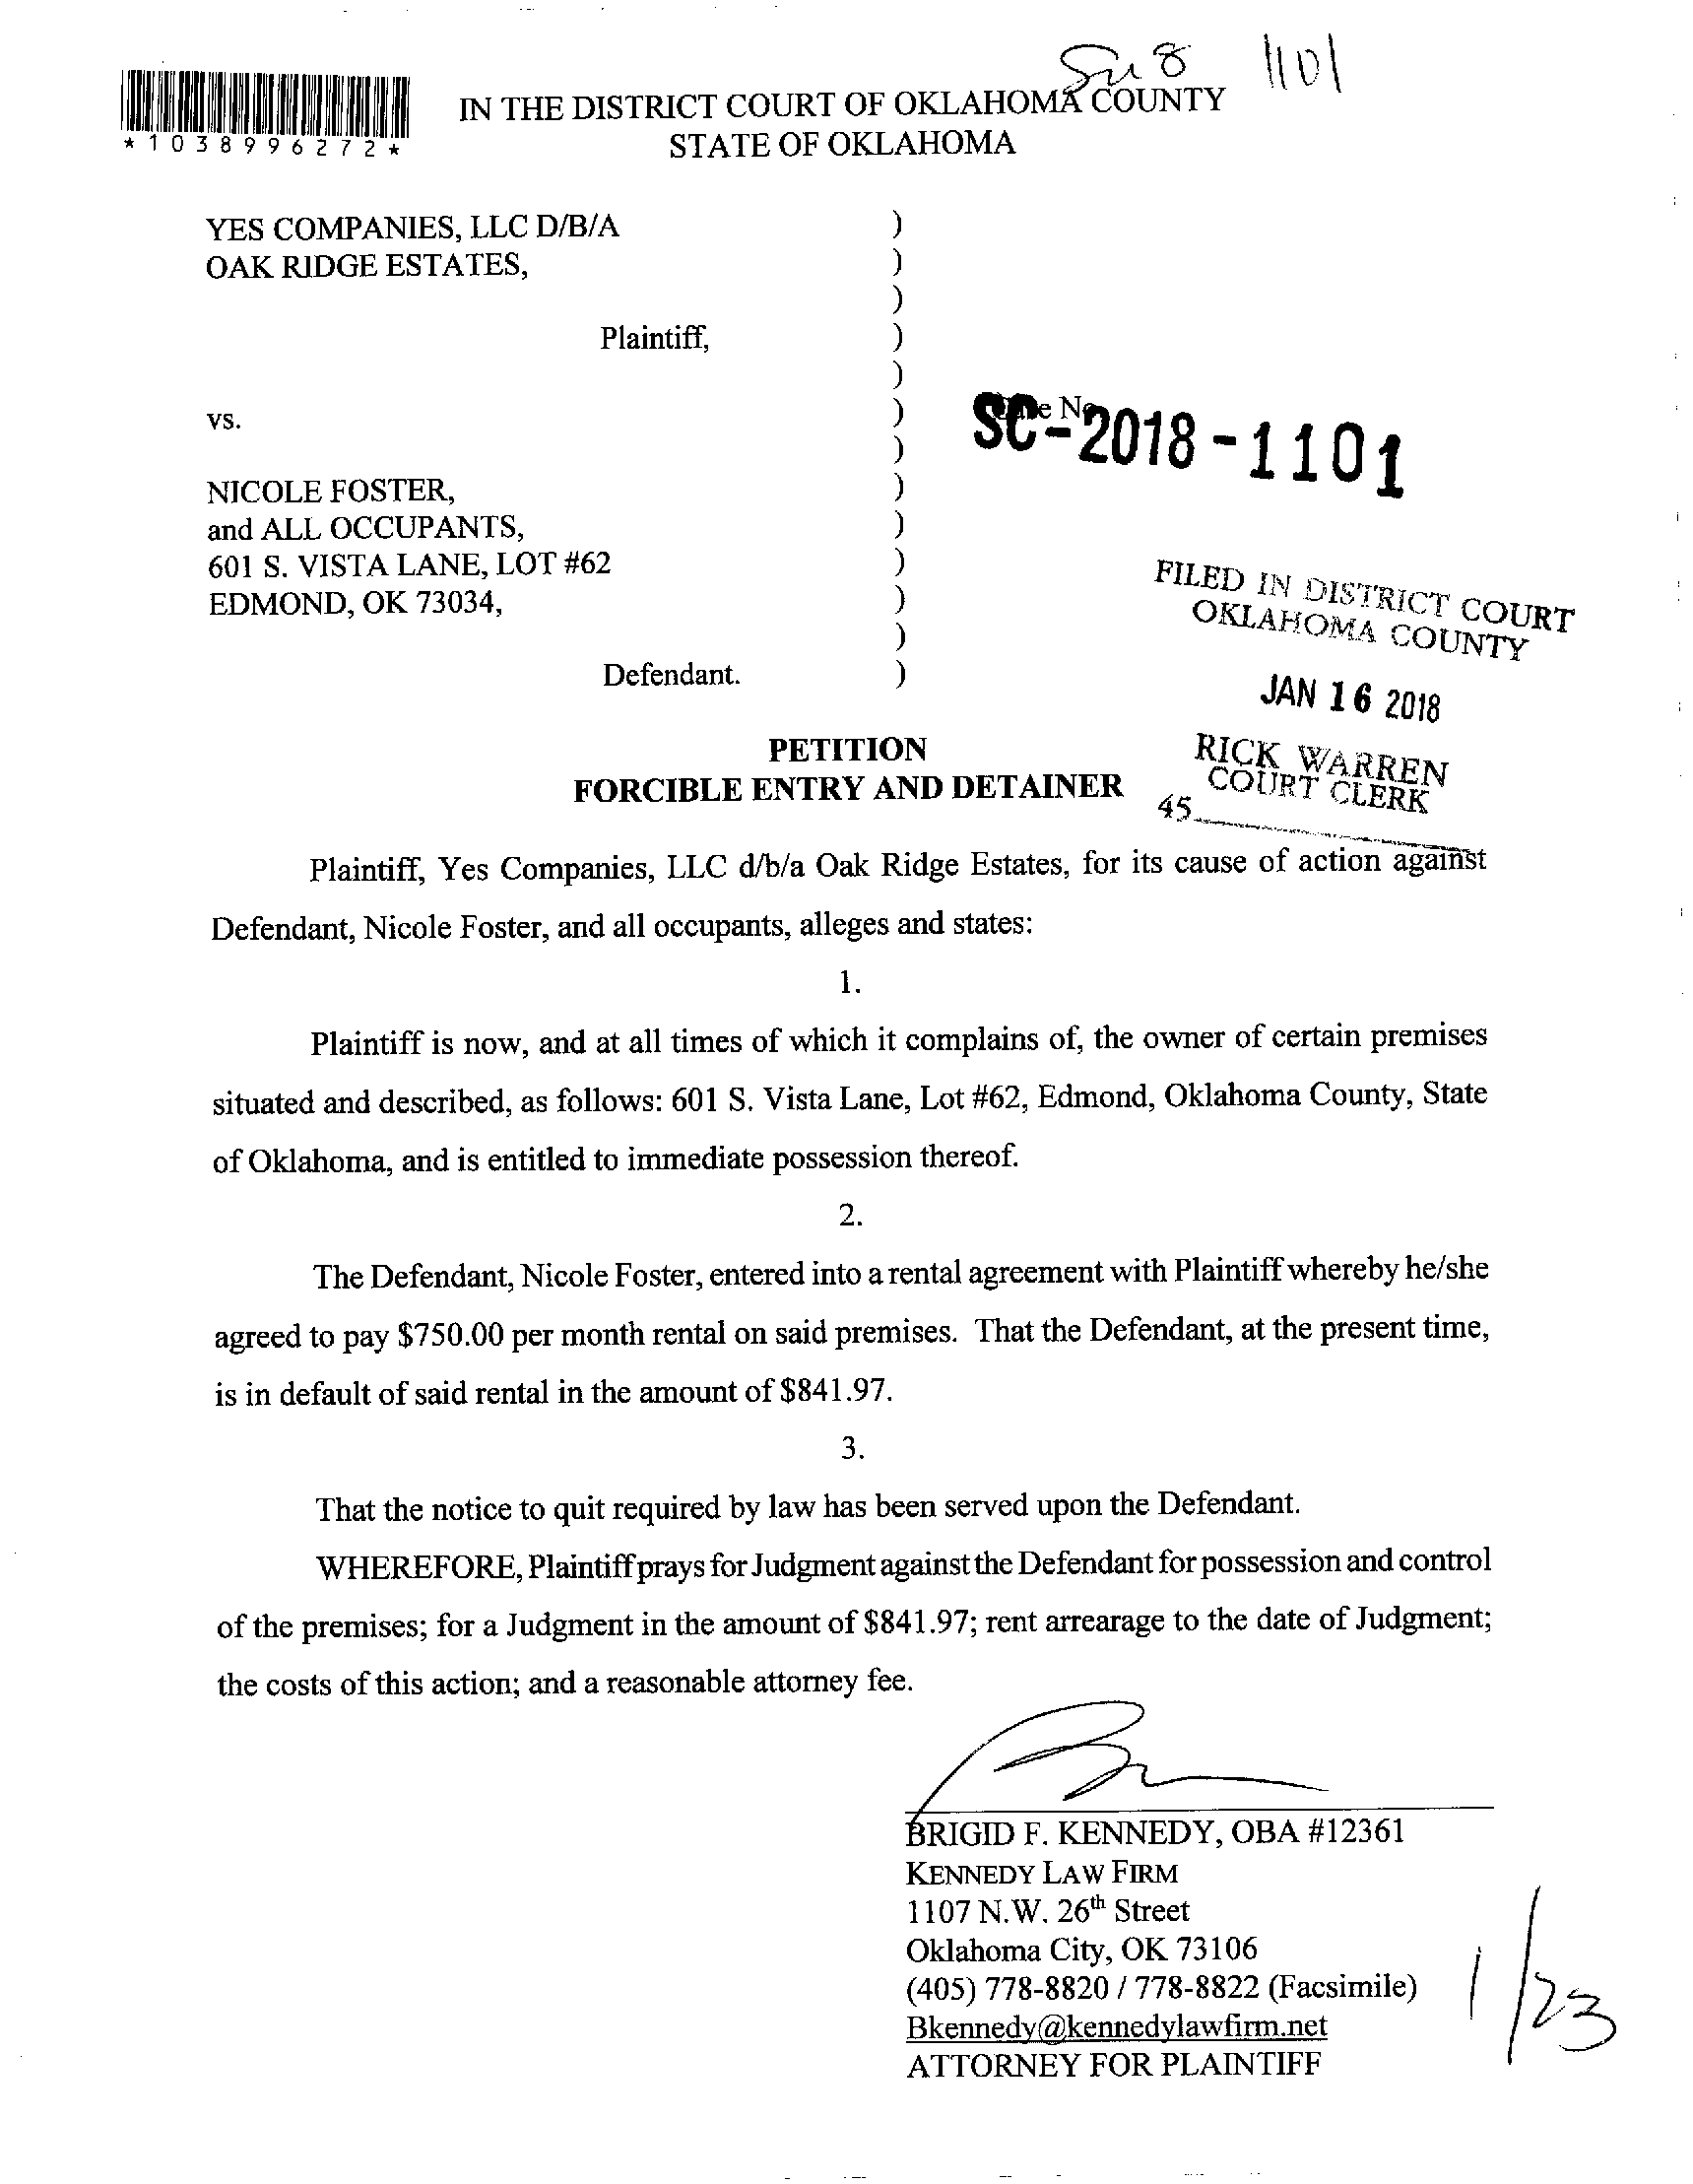 1101
IN THE DISTRICT COURT OF OKLAHOMA COUNTY
*1038996272*
STATE OF OKLAHOMA
YES COMPANIES, LLC D/B/A )
OAK RIDGE ESTATES, )
)
Plaintiff, )
)
vs. )
SC-2018-1101
)
NICOLE FOSTER, )
and ALL OCCUPANTS, )
601 S. VISTA LANE, LOT #62 )
EDMOND, OK 73034, )
)
Defendant. )
FILED IN DISTRICT COURT
OKLAHOMA COUNTY
JAN 16 2018
RICK WARREN
COURT CLERK
45
PETITION
FORCIBLE ENTRY AND DETAINER
Plaintiff, Yes Companies, LLC d/b/a Oak Ridge Estates, for its cause of action against
Defendant, Nicole Foster, and all occupants, alleges and states:
1.
Plaintiff is now, and at all times of which it complains of, the owner of certain premises
situated and described, as follows: 601 S. Vista Lane, Lot #62, Edmond, Oklahoma County, State
of Oklahoma, and is entitled to immediate possession thereof.
2.
The Defendant, Nicole Foster, entered into a rental agreement with Plaintiff whereby he/she
agreed to pay $750.00 per month rental on said premises. That the Defendant, at the present time,
is in default of said rental in the amount of $841.97.
3.
That the notice to quit required by law has been served upon the Defendant.
WHEREFORE, Plaintiff prays for Judgment against the Defendant for possession and control
of the premises; for a Judgment in the amount of $841.97; rent arrearage to the date of Judgment;
the costs of this action; and a reasonable attorney fee.
BRIGID F. KENNEDY, OBA #12361
KENNEDY LAW FIRM
1107 N.W. 26th Street
Oklahoma City, OK 73106
(405) 778-8820 / 778-8822 (Facsimile)
Bkennedy@kennedylawfirm.net
ATTORNEY FOR PLAINTIFF
1/23